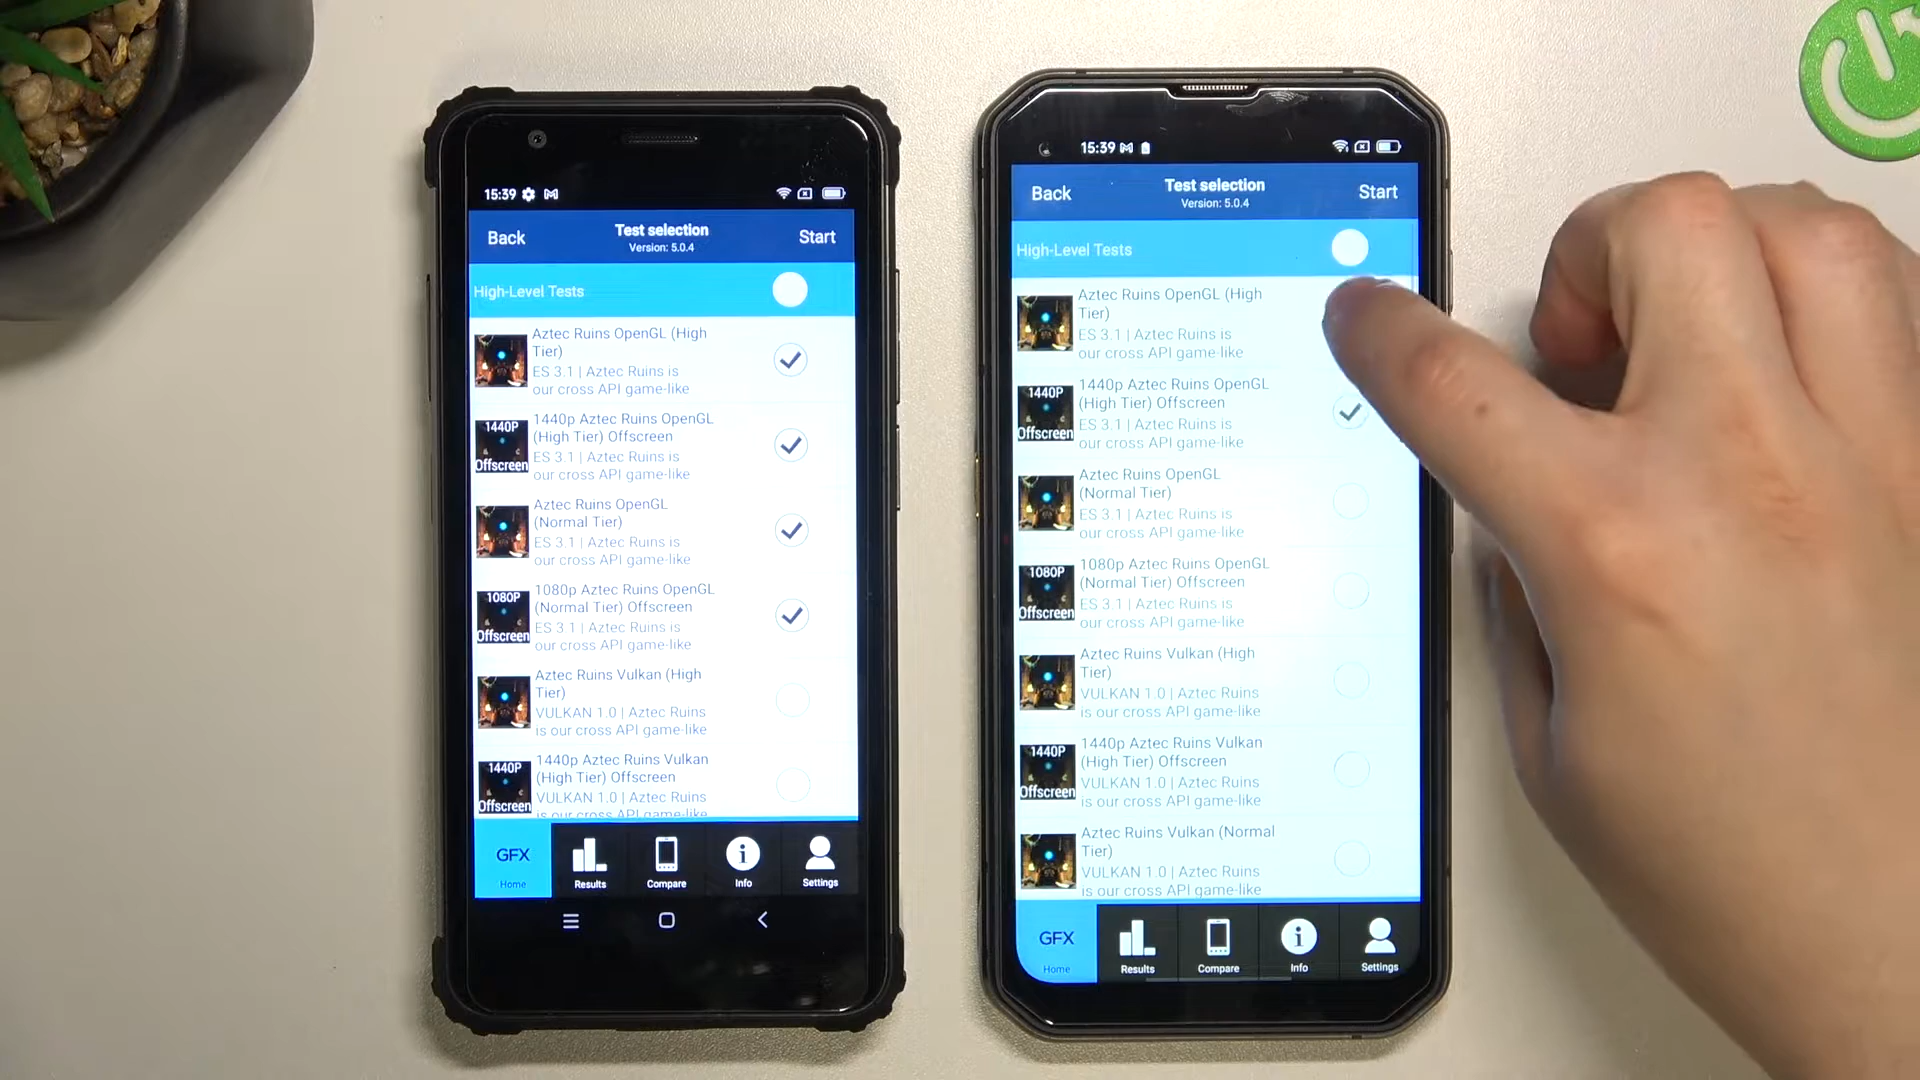 15:39
Back
Test selection
Version: 5.0.4
Start
High-Level Tests
Aztec Ruins OpenGL (High
Tier)
ES 3.1 | Aztec Ruins is
our cross API game-like
1440P
Offscreen
1440p Aztec Ruins OpenGL
(High Tier) Offscreen
ES 3.1 | Aztec Ruins is
our cross API game-like
Aztec Ruins OpenGL
(Normal Tier)
ES 3.1 | Aztec Ruins is
our cross API game-like
1080P
Offscreen
1080p Aztec Ruins OpenGL
(Normal Tier) Offscreen
ES 3.1 | Aztec Ruins is
our cross API game-like
Aztec Ruins Vulkan (High
Tier)
VULKAN 1.0 | Aztec Ruins
is our cross API game-like
1440P
Offscreen
1440p Aztec Ruins Vulkan
(High Tier) Offscreen
VULKAN 1.0 | Aztec Ruins
is our cross API game-like
GFX
Home
Results
Compare
Info
Settings
15:39
Back
Test selection
Version: 5.0.4
Start
High-Level Tests
Aztec Ruins OpenGL (High
Tier)
ES 3.1 | Aztec Ruins is
our cross API game-like
1440P
Offscreen
1440p Aztec Ruins OpenGL
(High Tier) Offscreen
ES 3.1 | Aztec Ruins is
our cross API game-like
Aztec Ruins OpenGL
(Normal Tier)
ES 3.1 | Aztec Ruins is
our cross API game-like
1080P
Offscreen
1080p Aztec Ruins OpenGL
(Normal Tier) Offscreen
ES 3.1 | Aztec Ruins is
our cross API game-like
Aztec Ruins Vulkan (High
Tier)
VULKAN 1.0 | Aztec Ruins
is our cross API game-like
1440P
Offscreen
1440p Aztec Ruins Vulkan
(High Tier) Offscreen
VULKAN 1.0 | Aztec Ruins
is our cross API game-like
Aztec Ruins Vulkan (Normal
Tier)
VULKAN 1.0 | Aztec Ruins
is our cross API game-like
GFX
Home
Results
Compare
Info
Settings